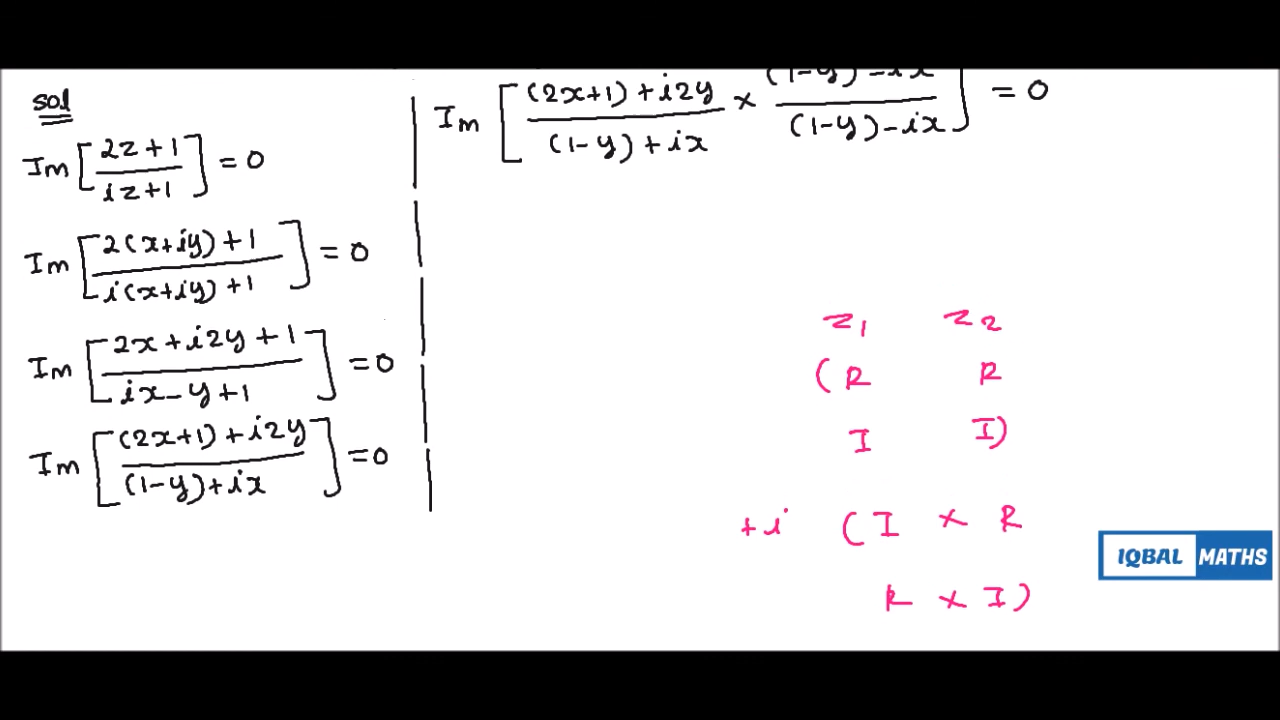 sol
Im [ (2z+1)/(iz+1) ] = 0
Im [ (2(x+iy)+1)/(i(x+iy)+1) ] = 0
Im [ (2x+i2y+1)/(ix-y+1) ] = 0
Im [ ((2x+1)+i2y)/((1-y)+ix) ] = 0
Im [ ((2x+1)+i2y)/((1-y)+ix) × ((1-y)-ix)/((1-y)-ix) ] = 0
z₁ z₂
(R R
I I)
+i (I × R
R × I)
IQBAL MATHS